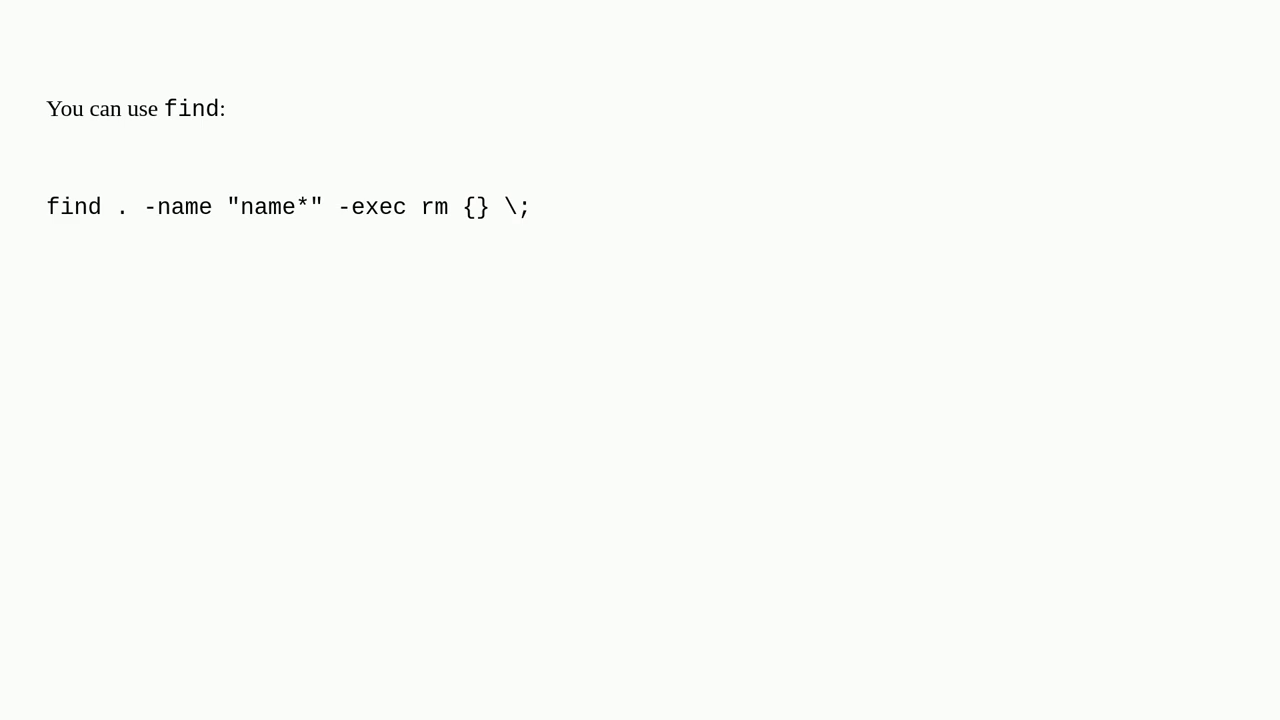 You can use find:
find . -name "name*" -exec rm {} \;